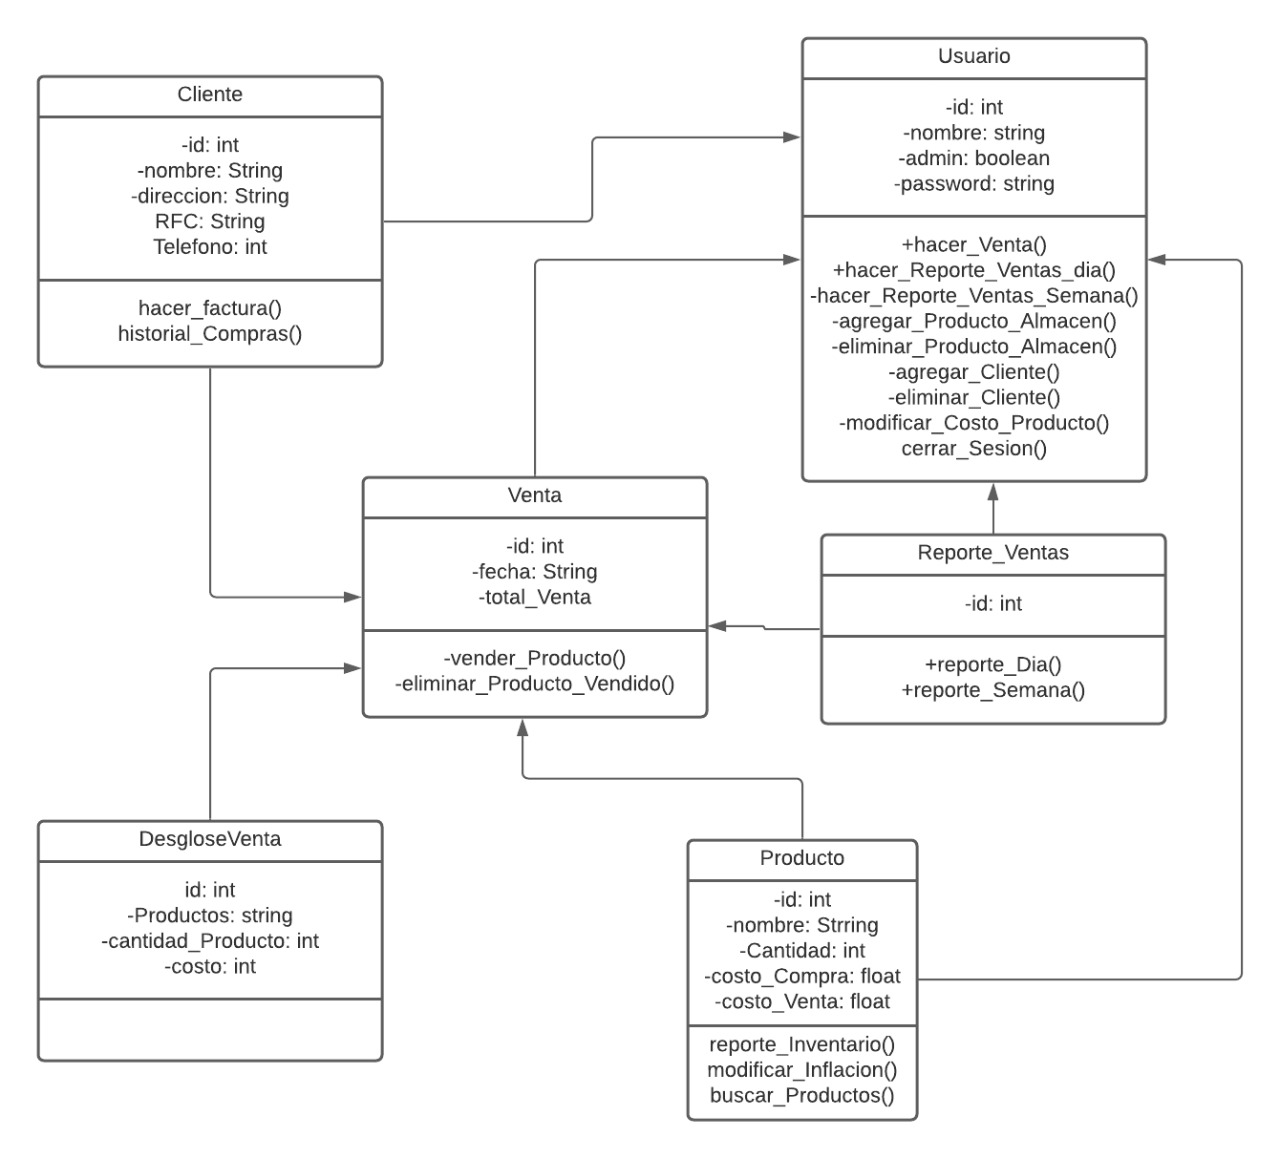 Usuario
-id: int
-nombre: string
-admin: boolean
-password: string
+hacer_Venta()
+hacer_Reporte_Ventas_dia()
-hacer_Reporte_Ventas_Semana()
-agregar_Producto_Almacen()
-eliminar_Producto_Almacen()
-agregar_Cliente()
-eliminar_Cliente()
-modificar_Costo_Producto()
cerrar_Sesion()
Cliente
-id: int
-nombre: String
-direccion: String
RFC: String
Telefono: int
hacer_factura()
historial_Compras()
Venta
-id: int
-fecha: String
-total_Venta
-vender_Producto()
-eliminar_Producto_Vendido()
Reporte_Ventas
-id: int
+reporte_Dia()
+reporte_Semana()
DesgloseVenta
id: int
-Productos: string
-cantidad_Producto: int
-costo: int
Producto
-id: int
-nombre: Strring
-Cantidad: int
-costo_Compra: float
-costo_Venta: float
reporte_Inventario()
modificar_Inflacion()
buscar_Productos()